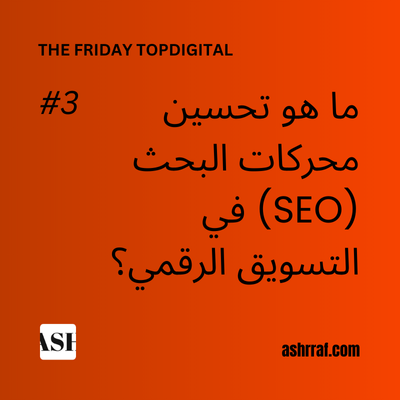 THE FRIDAY TOPDIGITAL
#3
ما هو تحسين
محركات البحث
(SEO) في
التسويق الرقمي؟
ASH
ashrraf.com